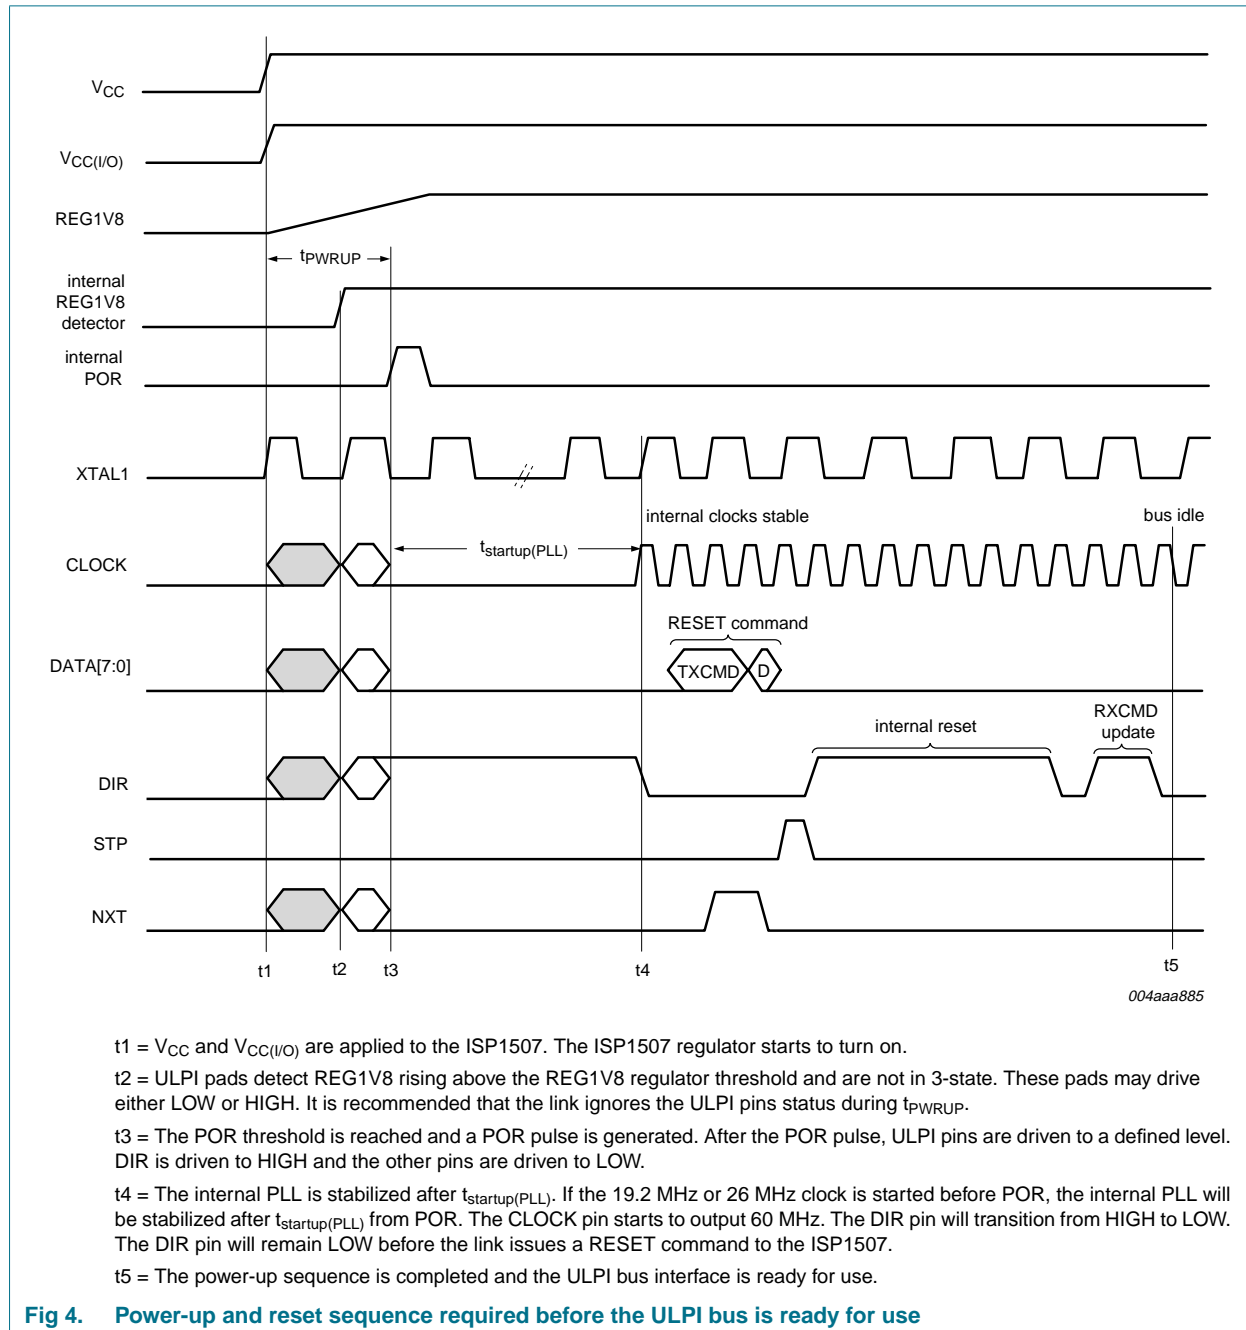 VCC
VCC(I/O)
REG1V8
tPWRUP
internal
REG1V8
detector
internal
POR
XTAL1
internal clocks stable
bus idle
CLOCK
tstartup(PLL)
RESET command
DATA[7:0]
TXCMD
D
internal reset
RXCMD
update
DIR
STP
NXT
t1
t2
t3
t4
t5
004aaa885
t1 = VCC and VCC(I/O) are applied to the ISP1507. The ISP1507 regulator starts to turn on.
t2 = ULPI pads detect REG1V8 rising above the REG1V8 regulator threshold and are not in 3-state. These pads may drive
either LOW or HIGH. It is recommended that the link ignores the ULPI pins status during tPWRUP.
t3 = The POR threshold is reached and a POR pulse is generated. After the POR pulse, ULPI pins are driven to a defined level.
DIR is driven to HIGH and the other pins are driven to LOW.
t4 = The internal PLL is stabilized after tstartup(PLL). If the 19.2 MHz or 26 MHz clock is started before POR, the internal PLL will
be stabilized after tstartup(PLL) from POR. The CLOCK pin starts to output 60 MHz. The DIR pin will transition from HIGH to LOW.
The DIR pin will remain LOW before the link issues a RESET command to the ISP1507.
t5 = The power-up sequence is completed and the ULPI bus interface is ready for use.
Fig 4. Power-up and reset sequence required before the ULPI bus is ready for use